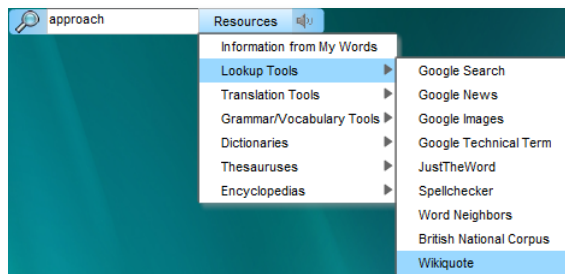 approach
Resources
Information from My Words
Lookup Tools
Translation Tools
Grammar/Vocabulary Tools
Dictionaries
Thesauruses
Encyclopedias
Google Search
Google News
Google Images
Google Technical Term
JustTheWord
Spellchecker
Word Neighbors
British National Corpus
Wikiquote